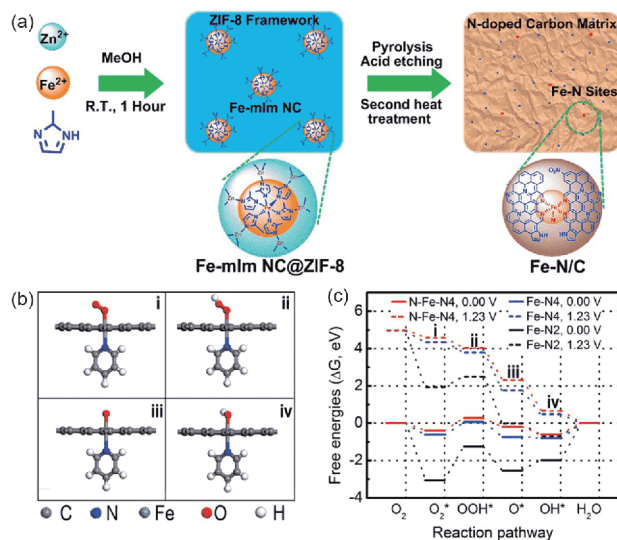 (a)
Zn2+
Fe2+
NH
N
MeOH
R.T., 1 Hour
ZIF-8 Framework
Fe-mIm NC
Fe-mIm NC@ZIF-8
Pyrolysis
Acid etching
Second heat
treatment
N-doped Carbon Matrix
Fe-N Sites
Fe-N/C
(b)
i
ii
iii
iv
C
N
Fe
O
H
(c)
N-Fe-N4, 0.00 V
N-Fe-N4, 1.23 V
Fe-N4, 0.00 V
Fe-N4, 1.23 V
Fe-N2, 0.00 V
Fe-N2, 1.23 V
i
ii
iii
iv
Free energies (ΔG, eV)
6
4
2
0
-2
-4
O2
O2*
OOH*
O*
OH*
H2O
Reaction pathway